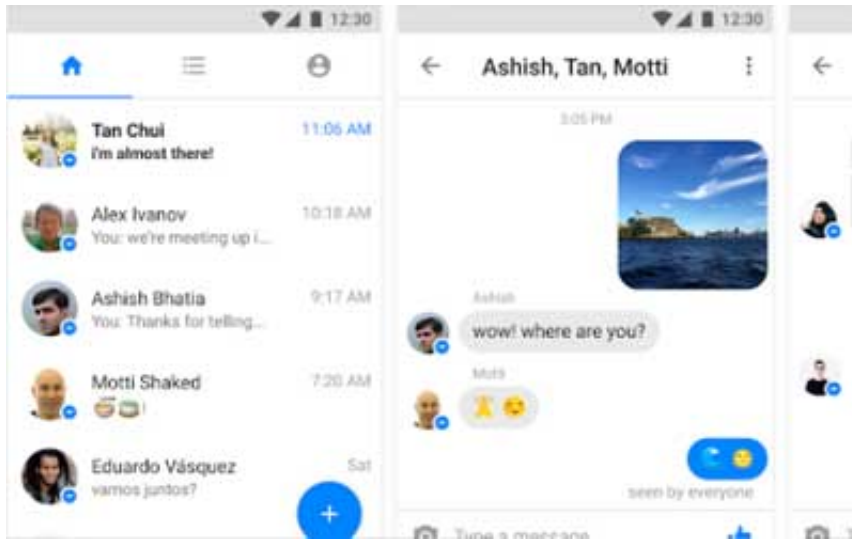 12:30
Tan Chui
11:06 AM
I'm almost there!
Alex Ivanov
10:18 AM
You: we're meeting up i...
Ashish Bhatia
9:17 AM
You: Thanks for telling...
Motti Shaked
7:20 AM
!
Eduardo Vásquez
Sat
vamos juntos?
12:30
Ashish, Tan, Motti
3:05 PM
Ashish
wow! where are you?
Motti
seen by everyone
Type a message